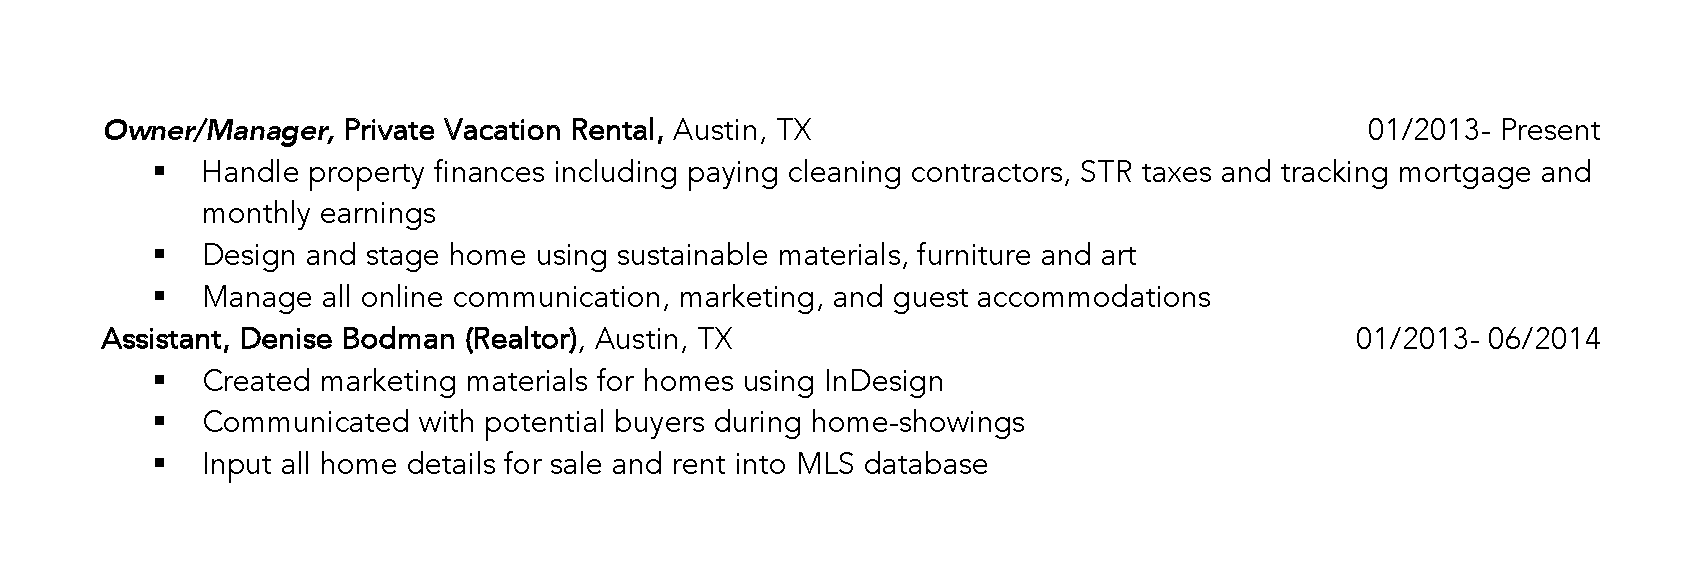 Owner/Manager, Private Vacation Rental, Austin, TX 01/2013- Present
▪ Handle property finances including paying cleaning contractors, STR taxes and tracking mortgage and
monthly earnings
▪ Design and stage home using sustainable materials, furniture and art
▪ Manage all online communication, marketing, and guest accommodations
Assistant, Denise Bodman (Realtor), Austin, TX 01/2013- 06/2014
▪ Created marketing materials for homes using InDesign
▪ Communicated with potential buyers during home-showings
▪ Input all home details for sale and rent into MLS database